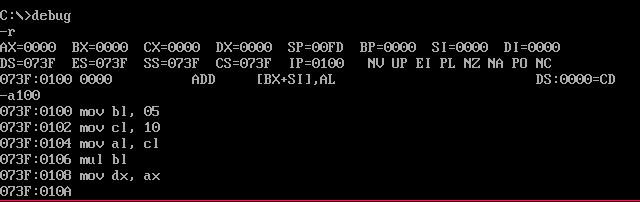 C:\>debug
-r
AX=0000  BX=0000  CX=0000  DX=0000  SP=00FD  BP=0000  SI=0000  DI=0000
DS=073F  ES=073F  SS=073F  CS=073F  IP=0100   NV UP EI PL NZ NA PO NC
073F:0100 0000          ADD     [BX+SI],AL                         DS:0000=CD
-a100
073F:0100 mov bl, 05
073F:0102 mov cl, 10
073F:0104 mov al, cl
073F:0106 mul bl
073F:0108 mov dx, ax
073F:010A